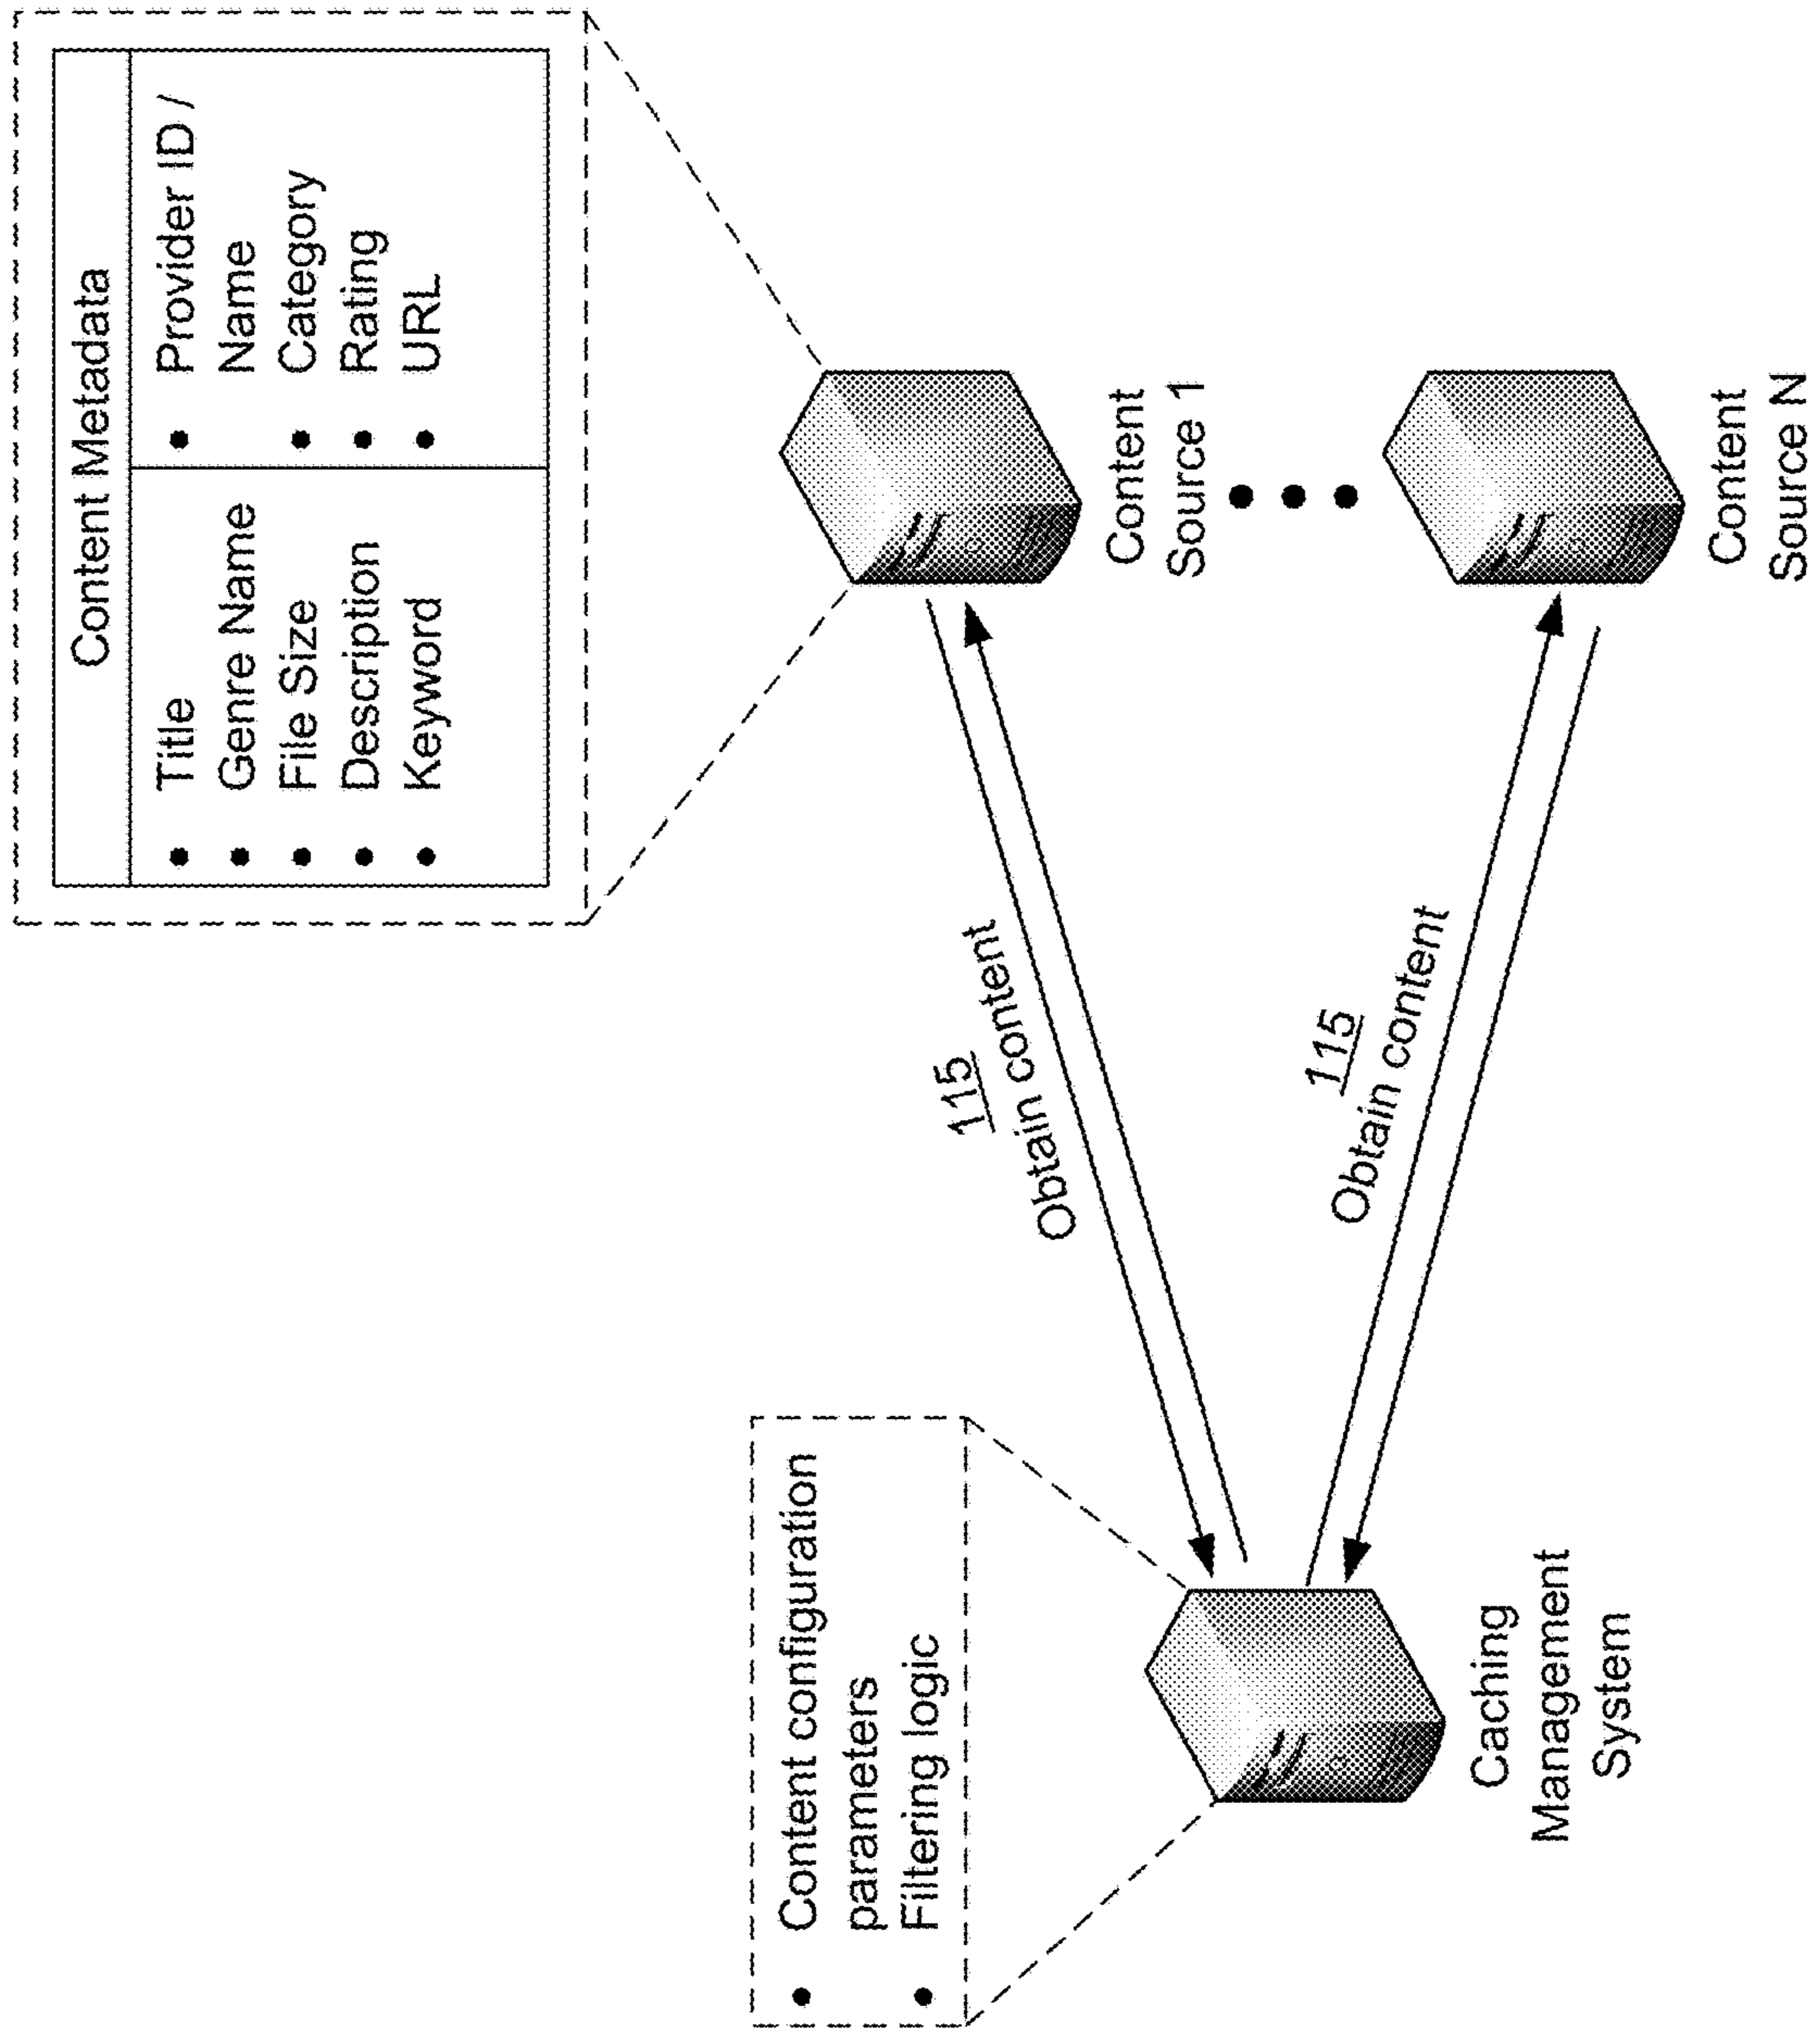 Content Metadata
• Title
• Genre Name
• File Size
• Description
• Keyword
• Provider ID /
Name
• Category
• Rating
• URL
• Content configuration
parameters
• Filtering logic
115
Obtain content
115
Obtain content
Caching
Management
System
Content
Source 1
Content
Source N